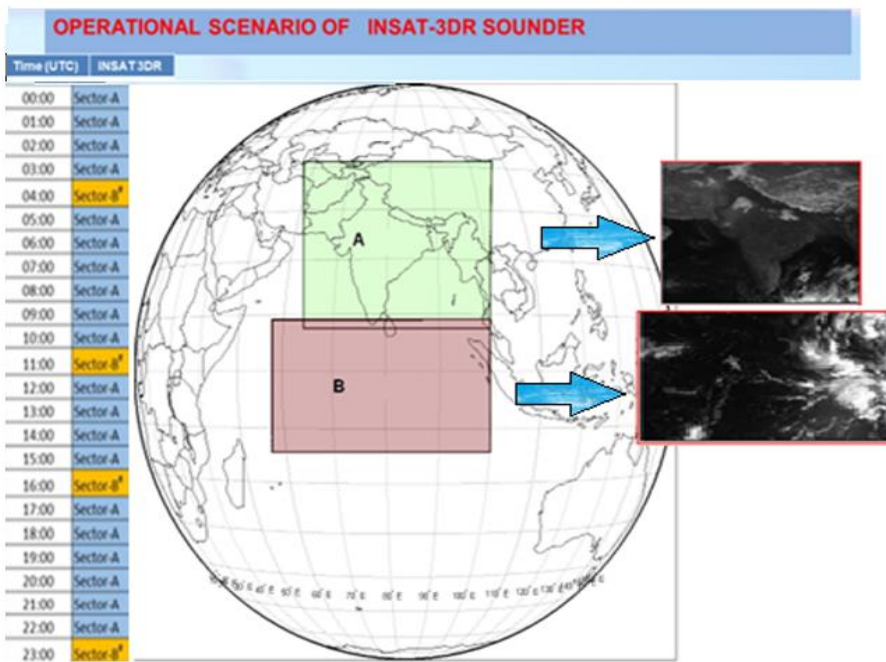 OPERATIONAL SCENARIO OF INSAT-3DR SOUNDER
Time (UTC) INSAT3DR
00:00 Sector-A
01:00 Sector-A
02:00 Sector-A
03:00 Sector-A
04:00 Sector-B#
05:00 Sector-A
06:00 Sector-A
07:00 Sector-A
08:00 Sector-A
09:00 Sector-A
10:00 Sector-A
11:00 Sector-B#
12:00 Sector-A
13:00 Sector-A
14:00 Sector-A
15:00 Sector-A
16:00 Sector-B#
17:00 Sector-A
18:00 Sector-A
19:00 Sector-A
20:00 Sector-A
21:00 Sector-A
22:00 Sector-A
23:00 Sector-B#
A
B